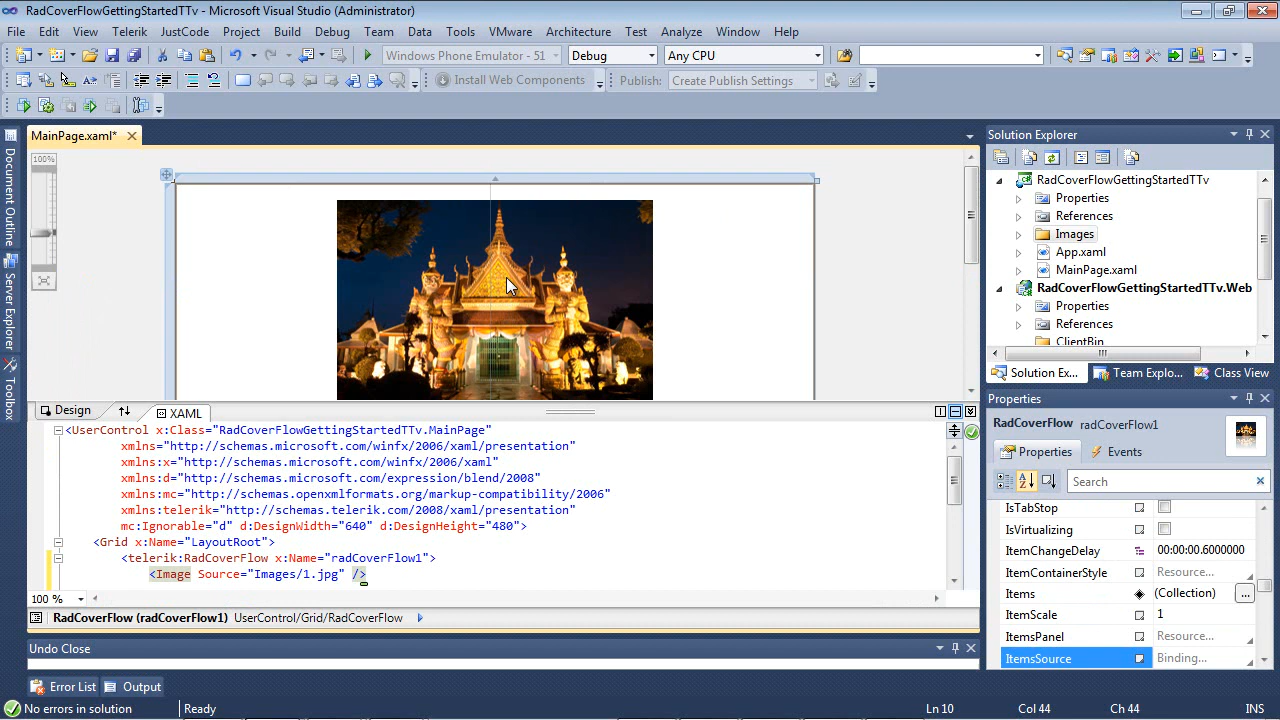 RadCoverFlowGettingStartedTTv - Microsoft Visual Studio (Administrator)
File Edit View Telerik JustCode Project Build Debug Team Data Tools VMware Architecture Test Analyze Window Help
Windows Phone Emulator - 51 Debug Any CPU
Install Web Components Publish: Create Publish Settings
MainPage.xaml*
100%
Document Outline
Server Explorer
Toolbox
Design XAML
<UserControl x:Class="RadCoverFlowGettingStartedTTv.MainPage"
xmlns="http://schemas.microsoft.com/winfx/2006/xaml/presentation"
xmlns:x="http://schemas.microsoft.com/winfx/2006/xaml"
xmlns:d="http://schemas.microsoft.com/expression/blend/2008"
xmlns:mc="http://schemas.openxmlformats.org/markup-compatibility/2006"
xmlns:telerik="http://schemas.telerik.com/2008/xaml/presentation"
mc:Ignorable="d" d:DesignWidth="640" d:DesignHeight="480">
<Grid x:Name="LayoutRoot">
<telerik:RadCoverFlow x:Name="radCoverFlow1">
<Image Source="Images/1.jpg" />
100 %
RadCoverFlow (radCoverFlow1) UserControl/Grid/RadCoverFlow
Undo Close
Error List Output
No errors in solution Ready Ln 10 Col 44 Ch 44 INS
Solution Explorer
RadCoverFlowGettingStartedTTv
Properties
References
Images
App.xaml
MainPage.xaml
RadCoverFlowGettingStartedTTv.Web
Properties
References
ClientBin
Solution Ex... Team Explo... Class View
Properties
RadCoverFlow radCoverFlow1
Properties Events
Search
IsTabStop
IsVirtualizing
ItemChangeDelay 00:00:00.6000000
ItemContainerStyle Resource...
Items (Collection) ...
ItemScale 1
ItemsPanel Resource...
ItemsSource Binding...